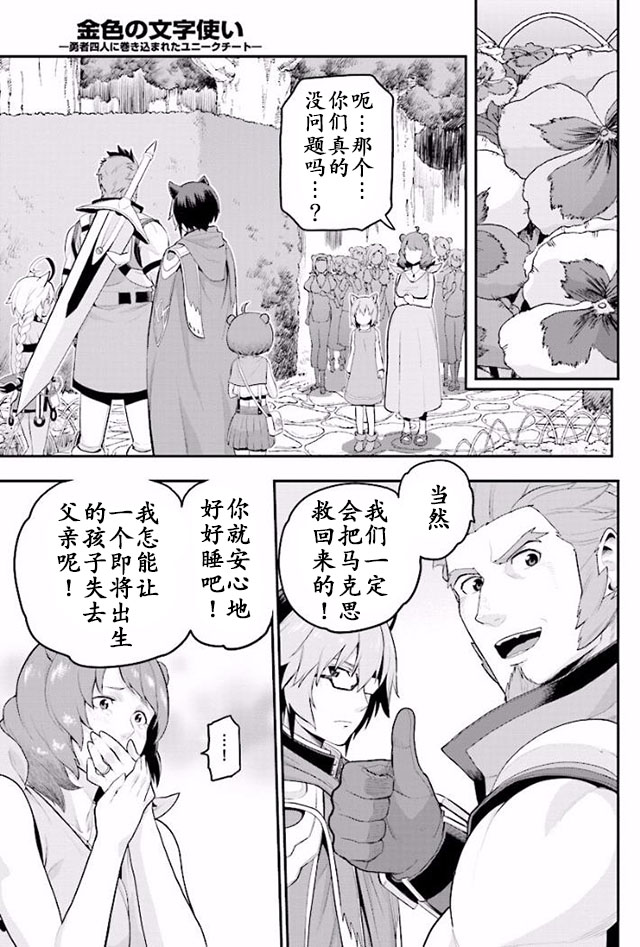 金色の文字使い
―勇者四人に巻き込まれたユニークチート―
呃…那个…
你们真的
没问题吗…？
当然
我们一定
会把马克思
救回来的！
你就安心地
好好睡吧！
我怎能让
一个即将出生
的孩子失去
父亲呢！
…！